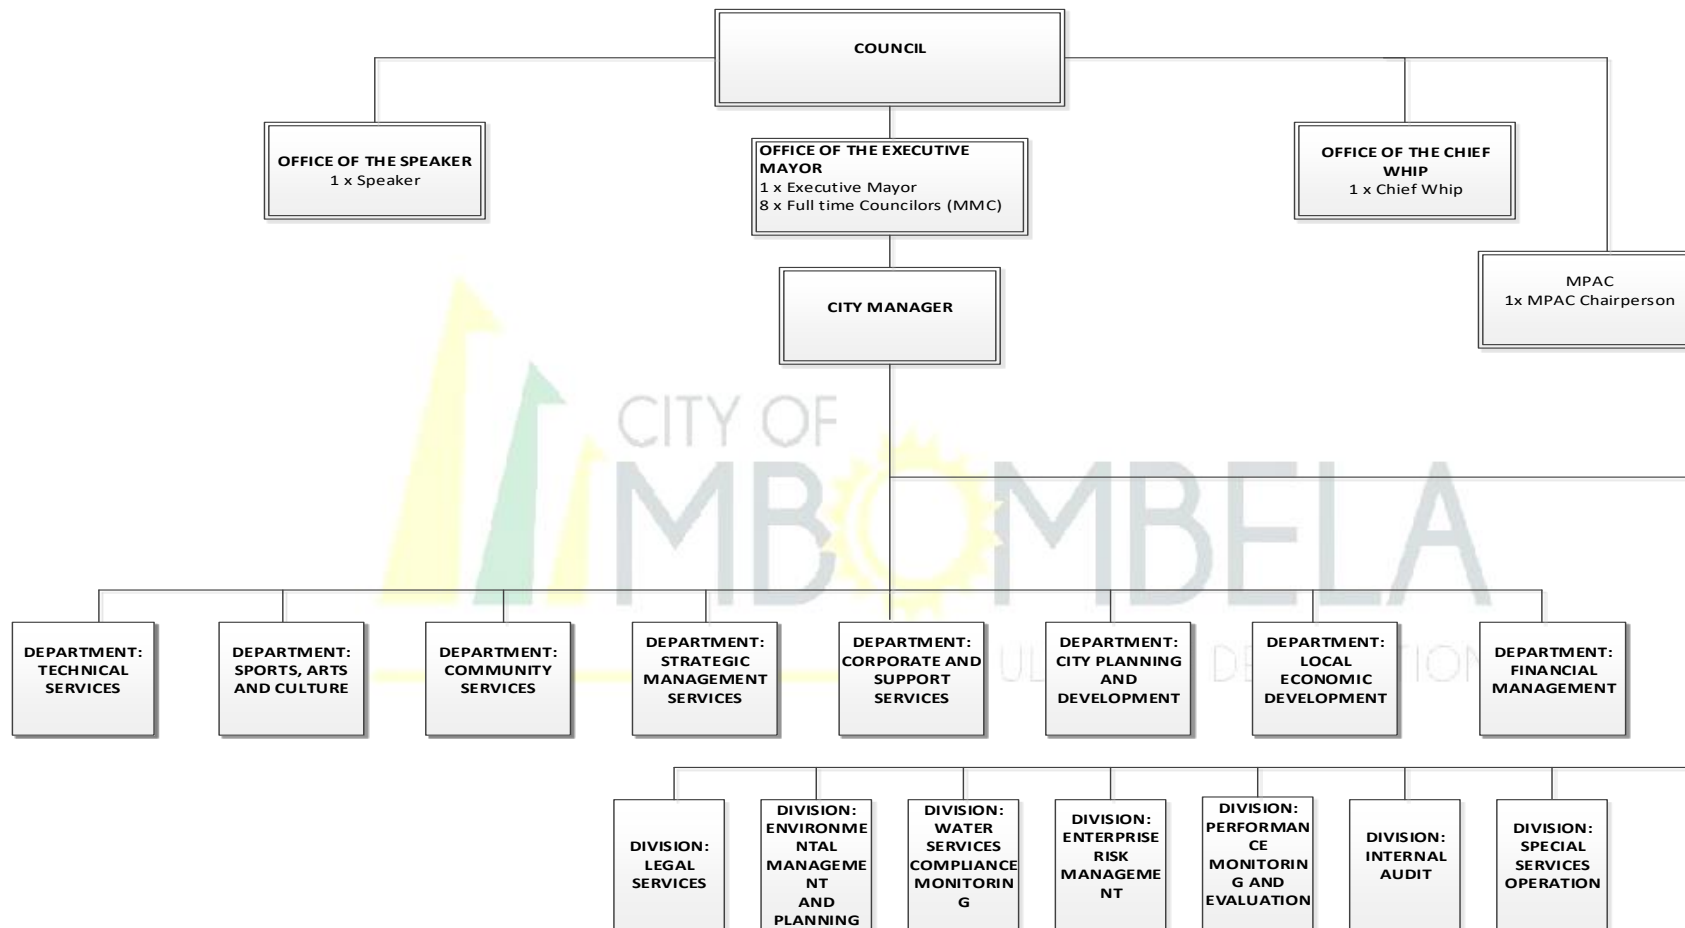 COUNCIL
OFFICE OF THE SPEAKER
1 x Speaker
OFFICE OF THE EXECUTIVE
MAYOR
1 x Executive Mayor
8 x Full time Councilors (MMC)
OFFICE OF THE CHIEF
WHIP
1 x Chief Whip
CITY MANAGER
MPAC
1x MPAC Chairperson
CITY OF
MBOMBELA
DEPARTMENT:
TECHNICAL
SERVICES
DEPARTMENT:
SPORTS, ARTS
AND CULTURE
DEPARTMENT:
COMMUNITY
SERVICES
DEPARTMENT:
STRATEGIC
MANAGEMENT
SERVICES
DEPARTMENT:
CORPORATE AND
SUPPORT
SERVICES
DEPARTMENT:
CITY PLANNING
AND
DEVELOPMENT
DEPARTMENT:
LOCAL
ECONOMIC
DEVELOPMENT
DEPARTMENT:
FINANCIAL
MANAGEMENT
DIVISION:
LEGAL
SERVICES
DIVISION:
ENVIRONME
NTAL
MANAGEME
NT
AND
PLANNING
DIVISION:
WATER
SERVICES
COMPLIANCE
MONITORIN
G
DIVISION:
ENTERPRISE
RISK
MANAGEME
NT
DIVISION:
PERFORMAN
CE
MONITORIN
G AND
EVALUATION
DIVISION:
INTERNAL
AUDIT
DIVISION:
SPECIAL
SERVICES
OPERATION